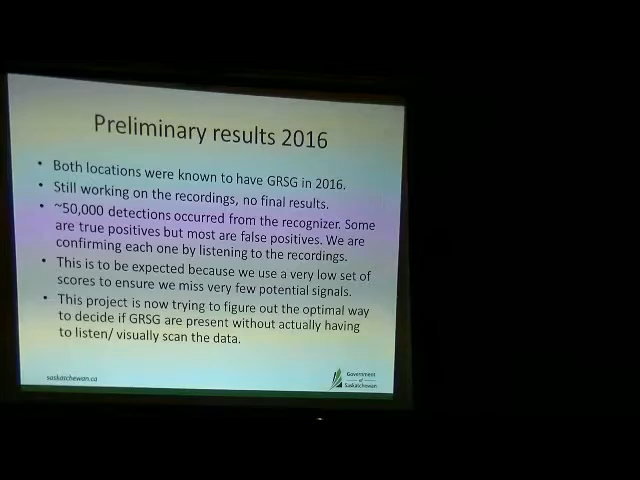 Preliminary results 2016
• Both locations were known to have GRSG in 2016.
• Still working on the recordings, no final results.
• ~50,000 detections occurred from the recognizer. Some
are true positives but most are false positives. We are
confirming each one by listening to the recordings.
• This is to be expected because we use a very low set of
scores to ensure we miss very few potential signals.
• This project is now trying to figure out the optimal way
to decide if GRSG are present without actually having
to listen/ visually scan the data.
saskatchewan.ca
Government
of
Saskatchewan